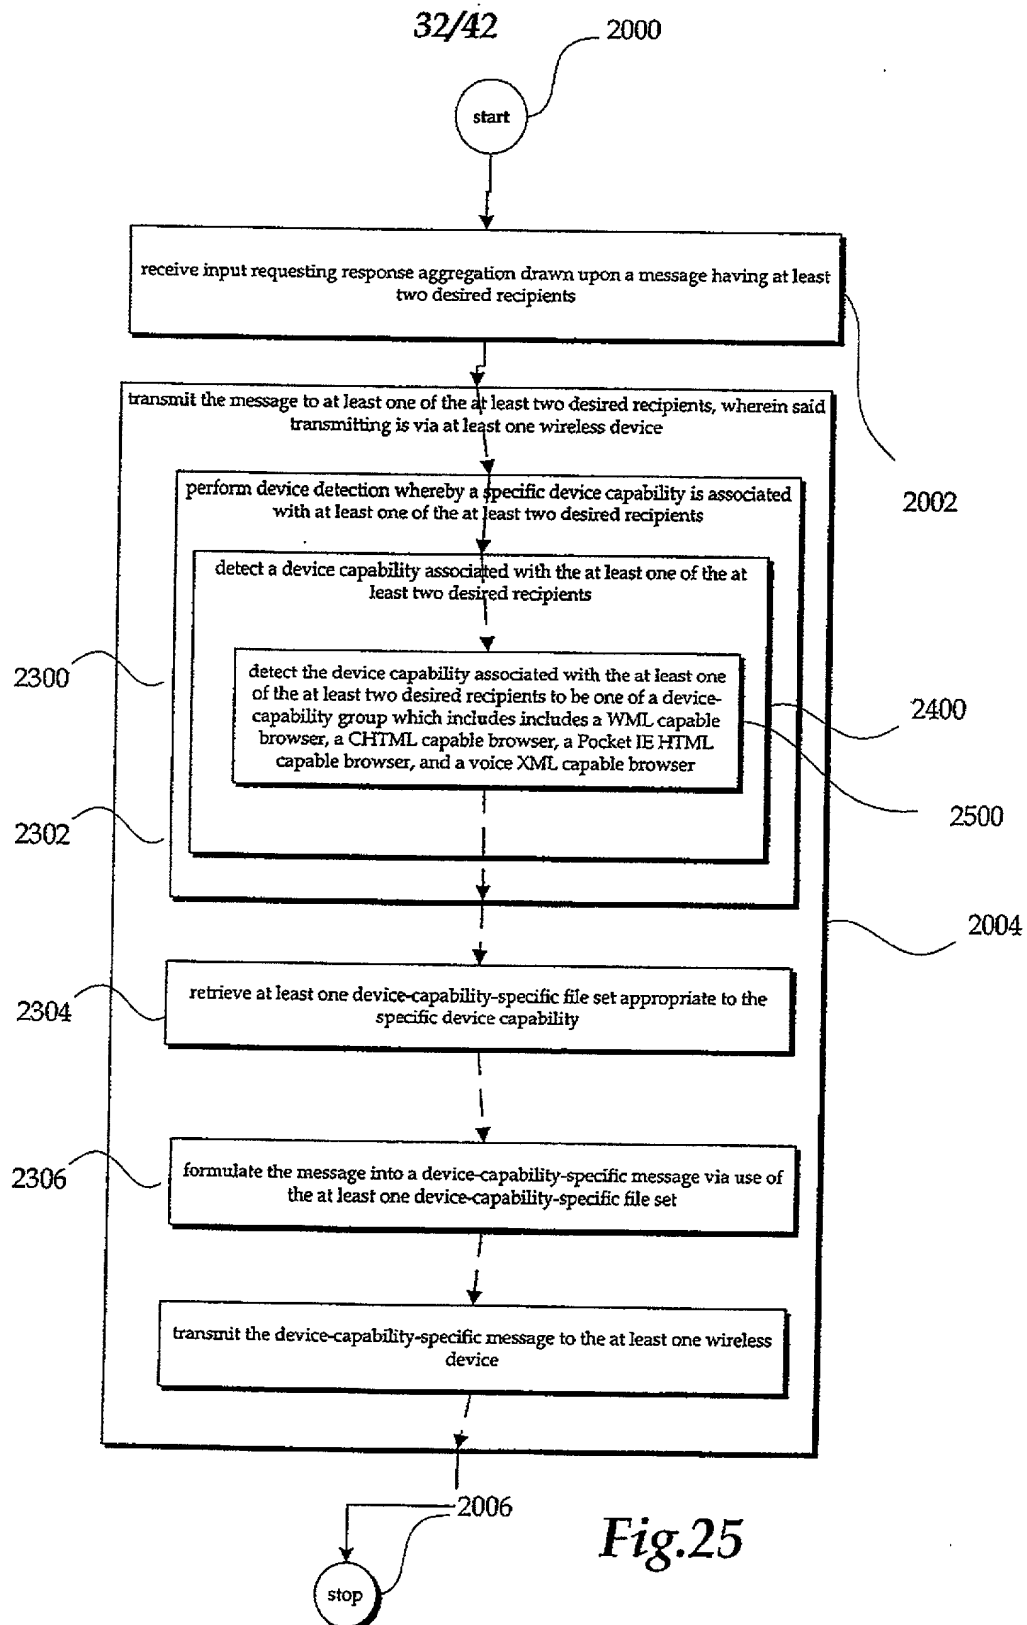 32/42
2000
start
receive input requesting response aggregation drawn upon a message having at least
two desired recipients
2002
transmit the message to at least one of the at least two desired recipients, wherein said
transmitting is via at least one wireless device
perform device detection whereby a specific device capability is associated
with at least one of the at least two desired recipients
detect a device capability associated with the at least one of the at
least two desired recipients
2300
detect the device capability associated with the at least one
of the at least two desired recipients to be one of a device-
capability group which includes includes a WML capable
browser, a CHTML capable browser, a Pocket IE HTML
capable browser, and a voice XML capable browser
2400
2500
2302
2004
2304
retrieve at least one device-capability-specific file set appropriate to the
specific device capability
2306
formulate the message into a device-capability-specific message via use of
the at least one device-capability-specific file set
transmit the device-capability-specific message to the at least one wireless
device
2006
Fig.25
stop